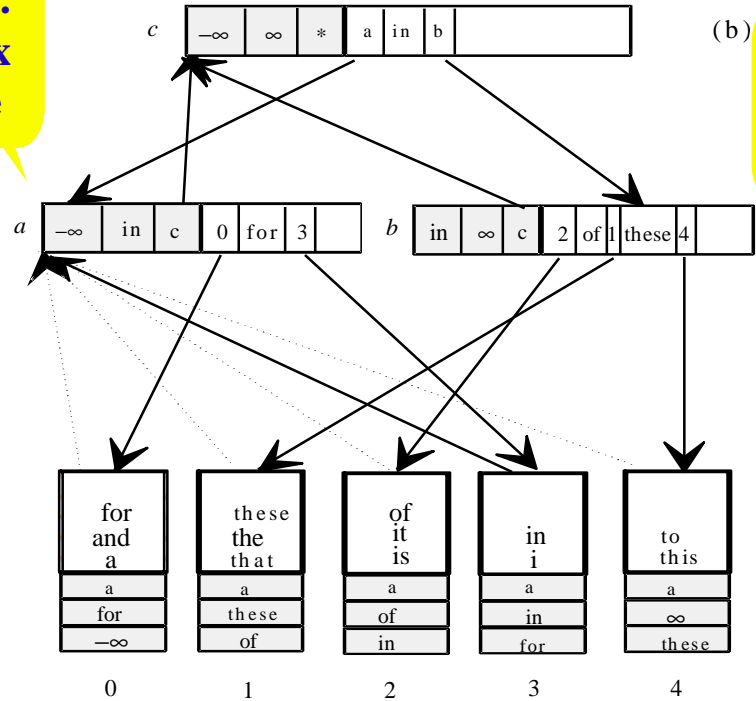 .
x
e
c −∞ ∞ * a in b
(b)
a −∞ in c 0 for 3
b in ∞ c 2 of 1 these 4
for
and
a
a
for
−∞
0
these
the
that
a
these
of
1
of
it
is
a
of
in
2
in
i
a
in
for
3
to
this
a
∞
these
4